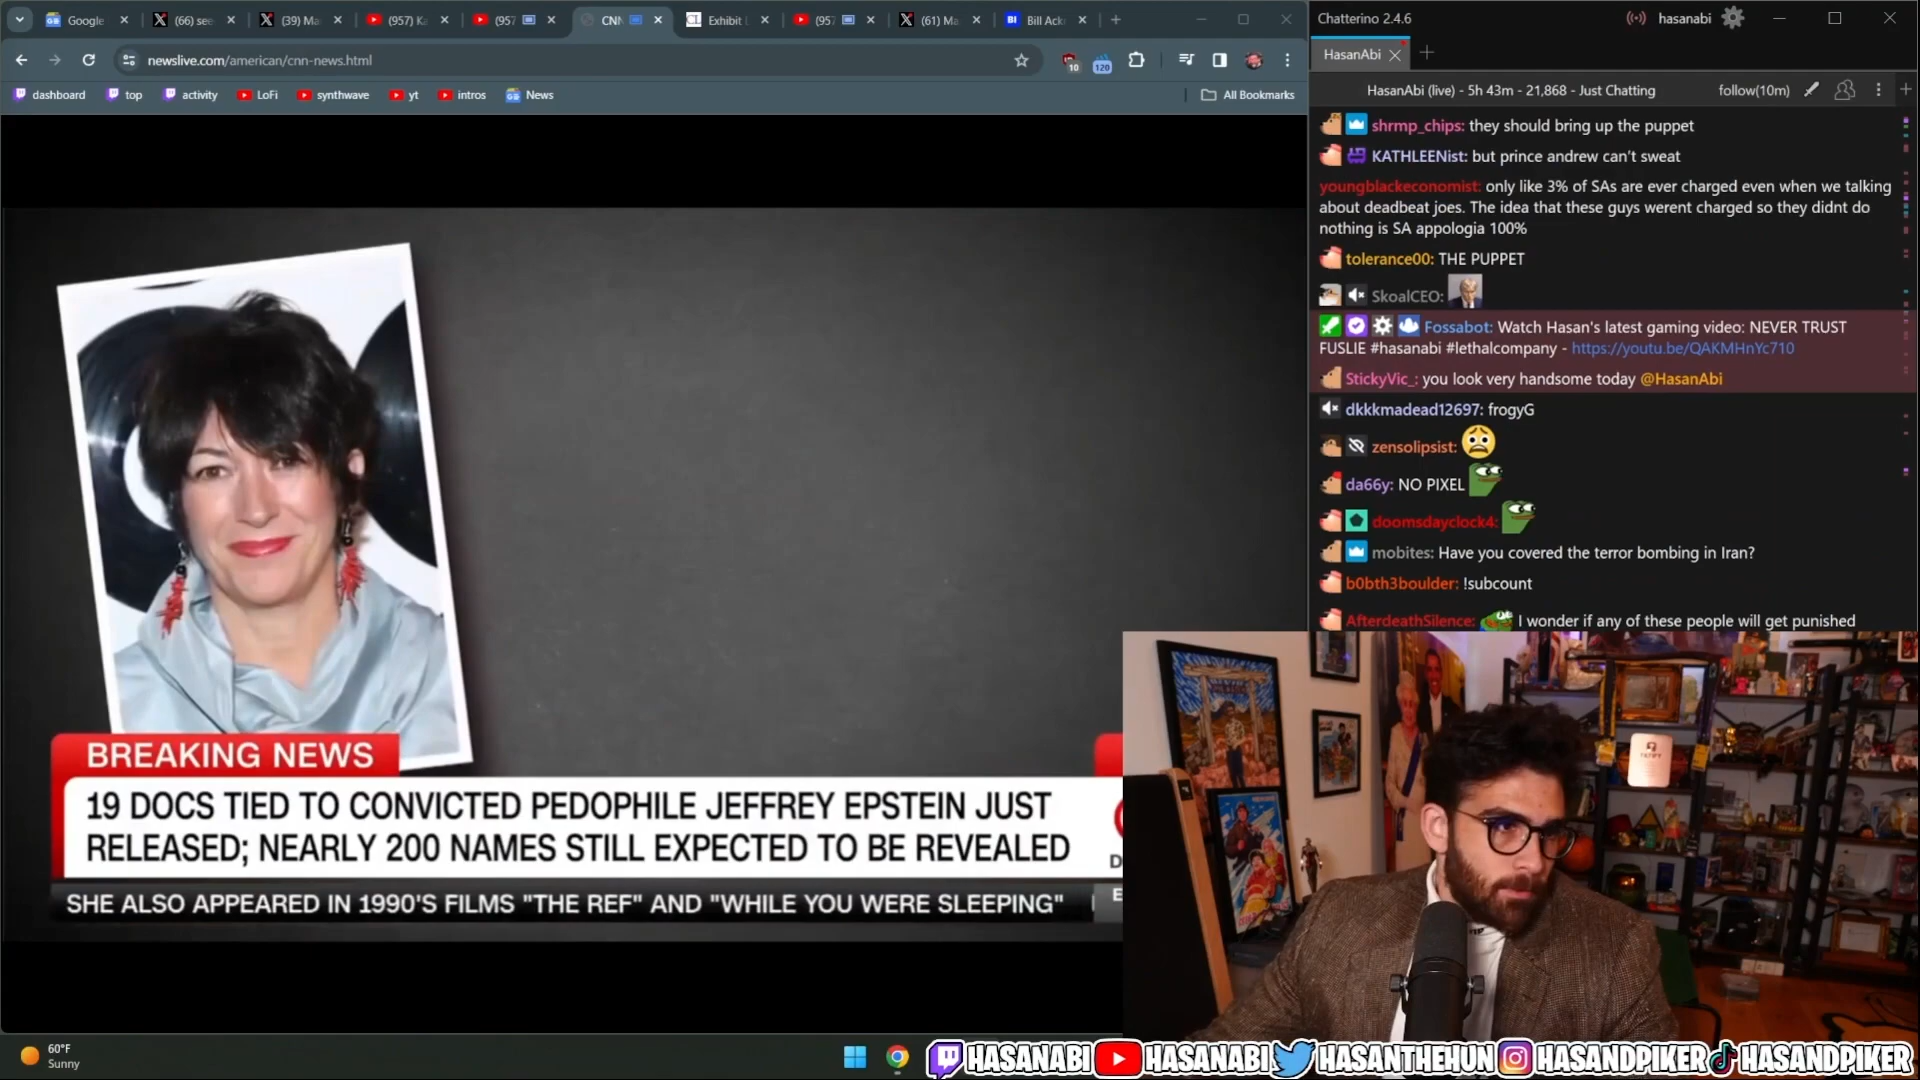 Google
(66) see
(39) Ma
(957) Ka
(957
CNN
Exhibit L
(957
(61) Ma
Bill Ack
newslive.com/american/cnn-news.html
10
120
dashboard
top
activity
LoFi
synthwave
yt
intros
News
All Bookmarks
BREAKING NEWS
19 DOCS TIED TO CONVICTED PEDOPHILE JEFFREY EPSTEIN JUST
RELEASED; NEARLY 200 NAMES STILL EXPECTED TO BE REVEALED
SHE ALSO APPEARED IN 1990'S FILMS "THE REF" AND "WHILE YOU WERE SLEEPING"
Chatterino 2.4.6
hasanabi
HasanAbi
HasanAbi (live) - 5h 43m - 21,868 - Just Chatting
follow(10m)
shrmp_chips: they should bring up the puppet
KATHLEENist: but prince andrew can't sweat
youngblackeconomist: only like 3% of SAs are ever charged even when we talking
about deadbeat joes. The idea that these guys werent charged so they didnt do
nothing is SA appologia 100%
tolerance00: THE PUPPET
SkoalCEO:
Fossabot: Watch Hasan's latest gaming video: NEVER TRUST
FUSLIE #hasanabi #lethalcompany - https://youtu.be/QAKMHnYc710
StickyVic_: you look very handsome today @HasanAbi
dkkkmadead12697: frogyG
zensolipsist:
da66y: NO PIXEL
doomsdayclock4:
mobites: Have you covered the terror bombing in Iran?
b0bth3boulder: !subcount
AfterdeathSilence: I wonder if any of these people will get punished
60°F
Sunny
HASANABI
HASANABI
HASANTHEHUN
HASANDPIKER
HASANDPIKER